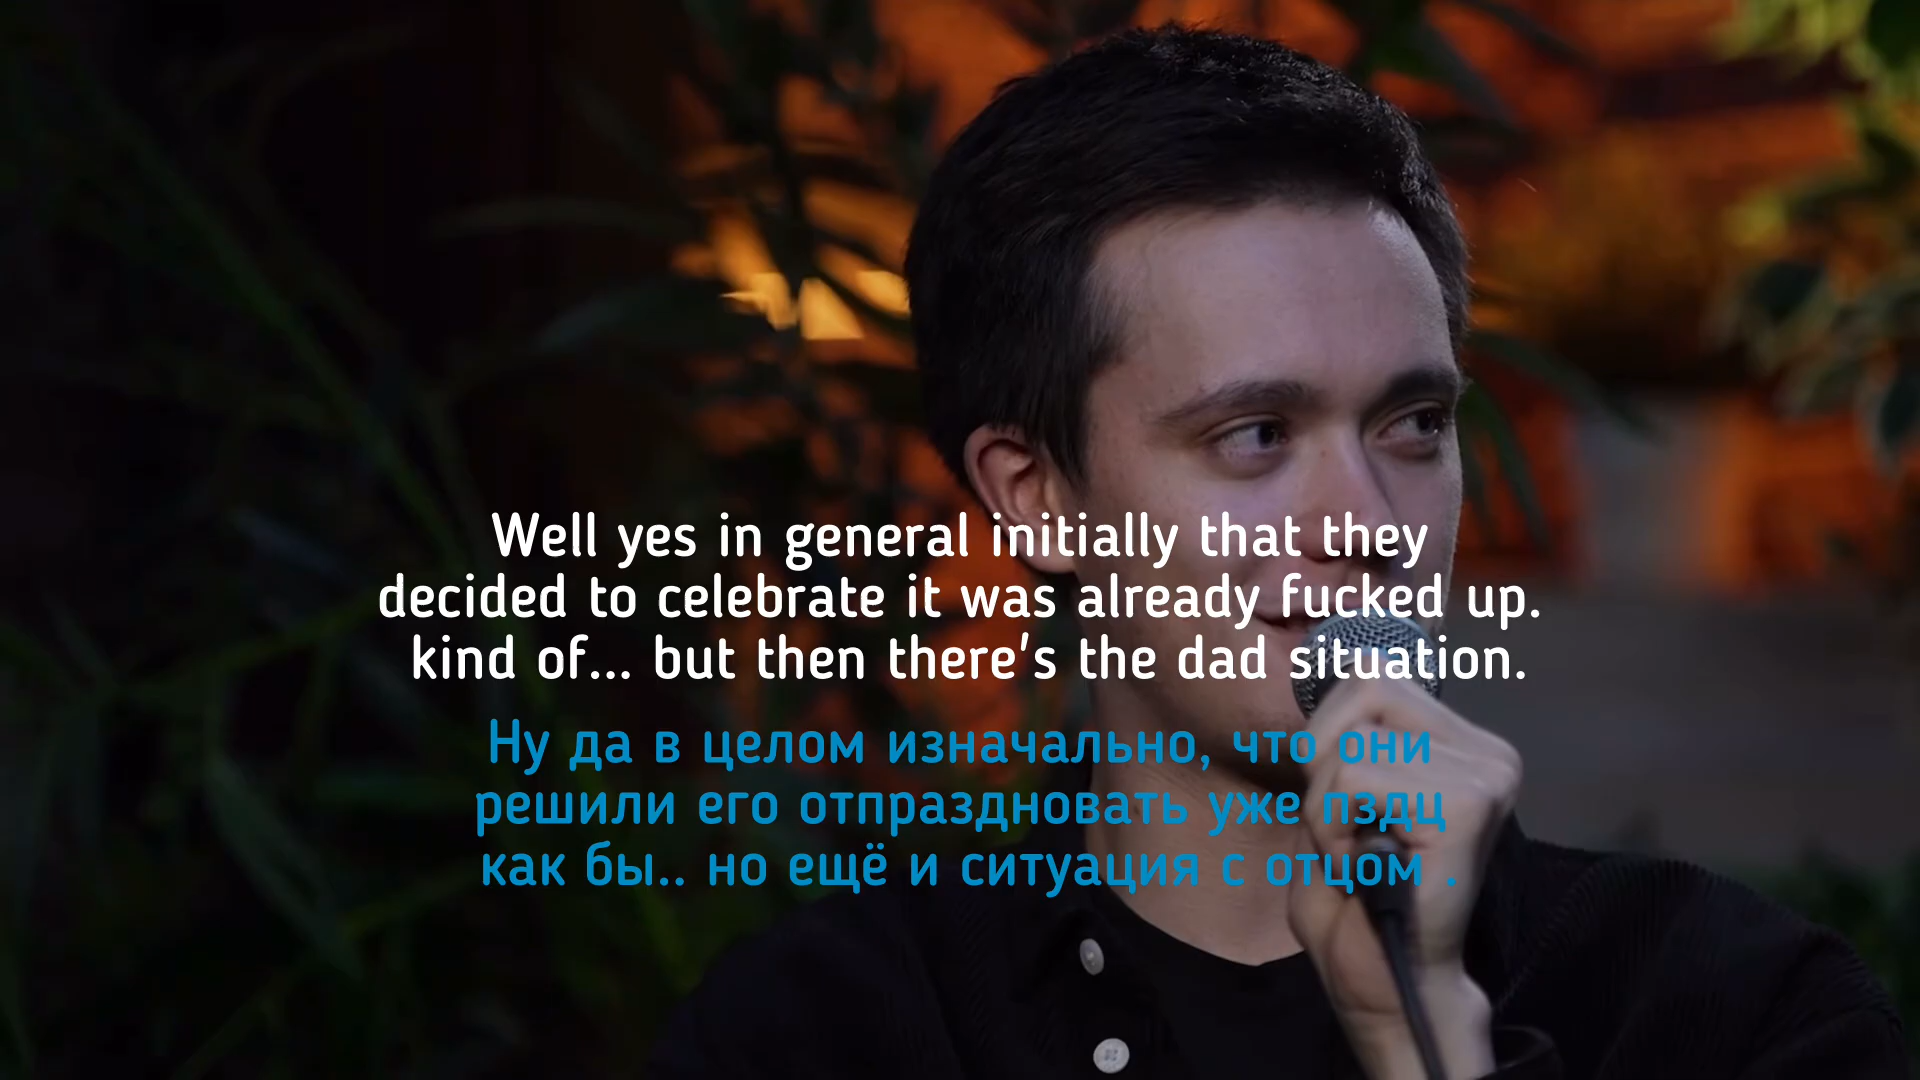 Well yes in general initially that they
decided to celebrate it was already fucked up.
kind of... but then there's the dad situation.
Ну да в целом изначально, что они
решили его отпраздновать уже пздц
как бы.. но ещё и ситуация с отцом .